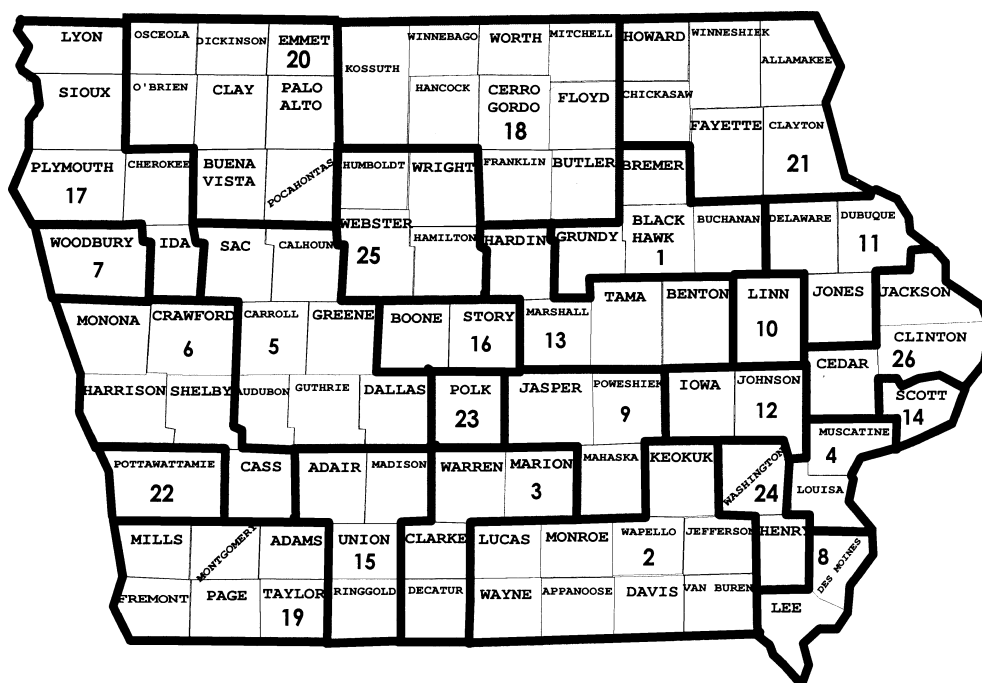 LYON
OSCEOLA
DICKINSON
EMMET
20
WINNEBAGO
WORTH
MITCHELL
HOWARD
WINNESHIEK
ALLAMAKEE
KOSSUTH
SIOUX
O'BRIEN
CLAY
PALO
ALTO
HANCOCK
CERRO
GORDO
18
FLOYD
CHICKASAW
FAYETTE
CLAYTON
21
PLYMOUTH
17
CHEROKEE
BUENA
VISTA
POCAHONTAS
HUMBOLDT
WRIGHT
FRANKLIN
BUTLER
BREMER
WOODBURY
7
IDA
SAC
CALHOUN
WEBSTER
25
HAMILTON
HARDIN
GRUNDY
BLACK
HAWK
1
BUCHANAN
DELAWARE
DUBUQUE
11
MONONA
CRAWFORD
6
CARROLL
5
GREENE
BOONE
STORY
16
MARSHALL
13
TAMA
BENTON
LINN
10
JONES
JACKSON
CLINTON
26
CEDAR
HARRISON
SHELBY
AUDUBON
GUTHRIE
DALLAS
POLK
23
JASPER
POWESHIEK
9
IOWA
JOHNSON
12
SCOTT
14
MUSCATINE
4
POTTAWATTAMIE
22
CASS
ADAIR
MADISON
WARREN
MARION
3
MAHASKA
KEOKUK
WASHINGTON
24
LOUISA
MILLS
MONTGOMERY
ADAMS
UNION
15
CLARKE
LUCAS
MONROE
WAPELLO
2
JEFFERSON
HENRY
8
DES MOINES
FREMONT
PAGE
TAYLOR
19
RINGGOLD
DECATUR
WAYNE
APPANOOSE
DAVIS
VAN BUREN
LEE